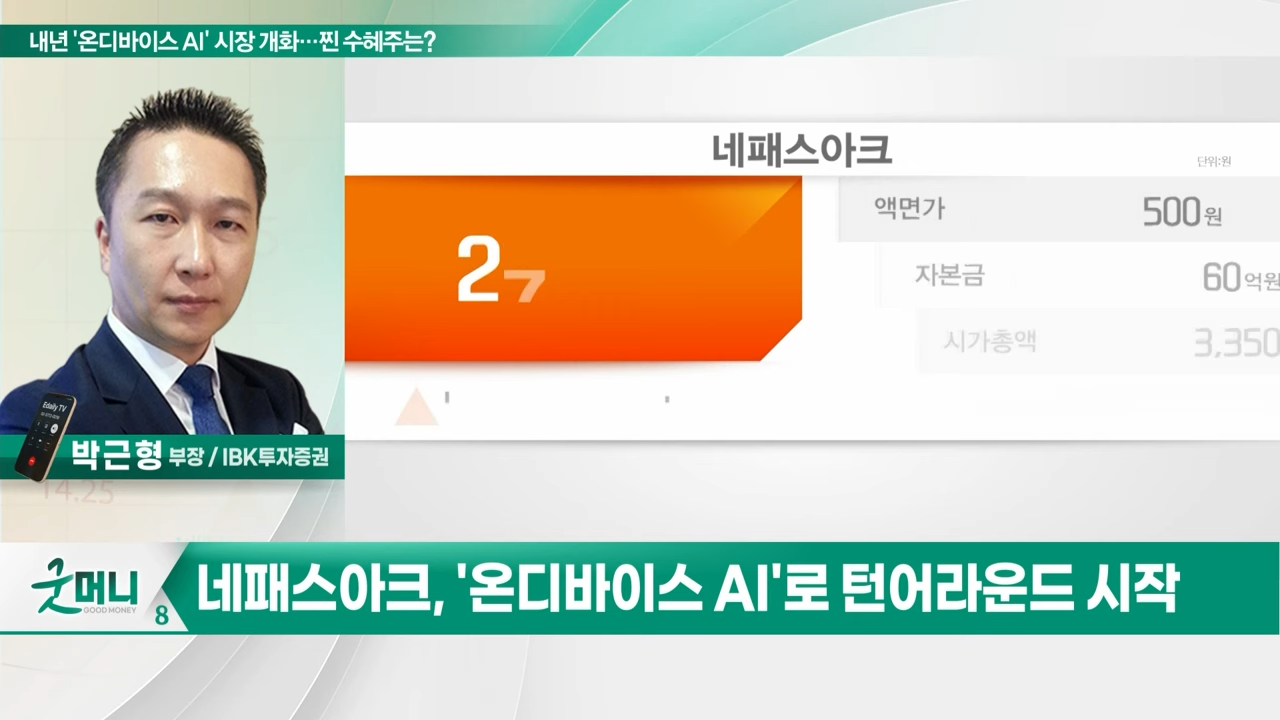 내년 '온디바이스 AI' 시장 개화…찐 수혜주는?
네패스아크
단위:원
27
액면가 500원
자본금 60억원
시가총액 3,350
Edaily TV
박근형 부장 / IBK투자증권
14.25
굿머니
GOOD MONEY
8
네패스아크, '온디바이스 AI'로 턴어라운드 시작